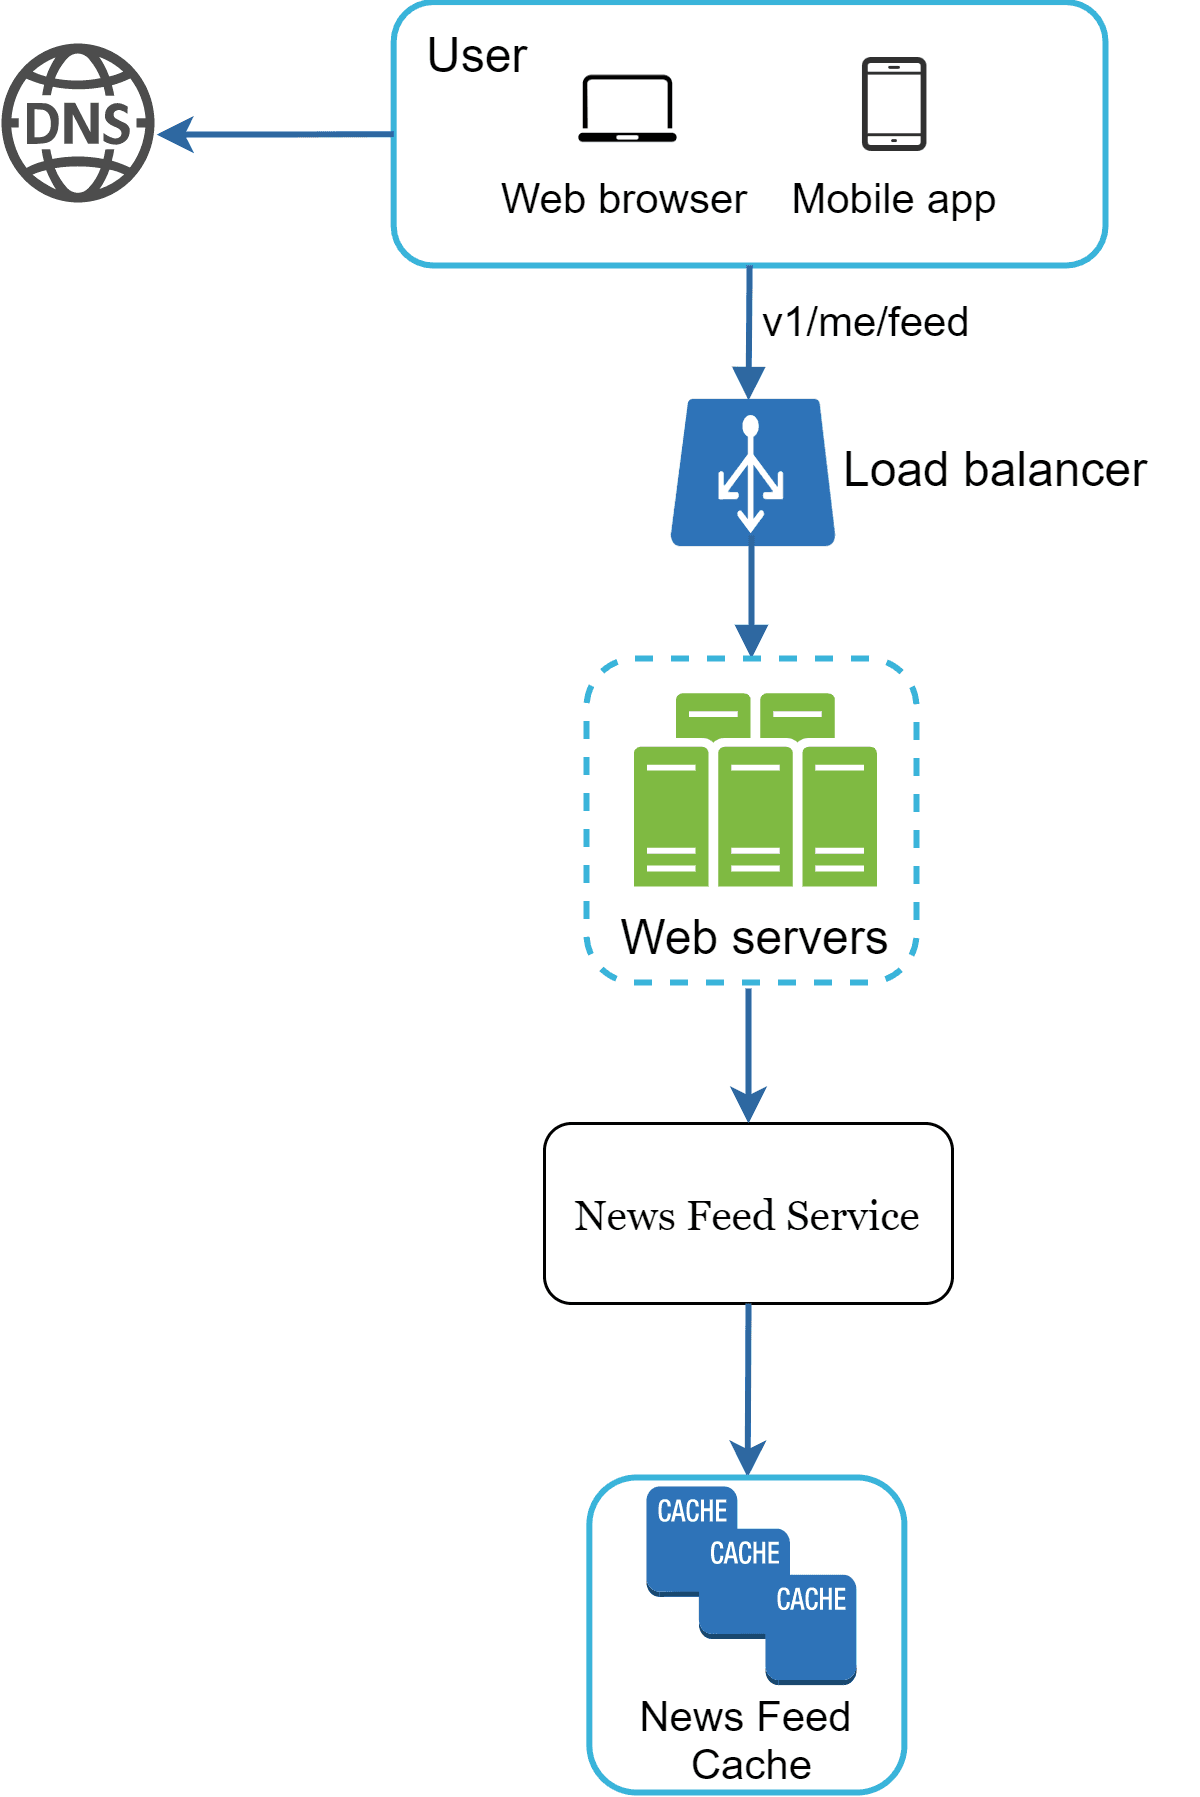 DNS
User
Web browser
Mobile app
v1/me/feed
Load balancer
Web servers
News Feed Service
CACHE
CACHE
CACHE
News Feed
Cache